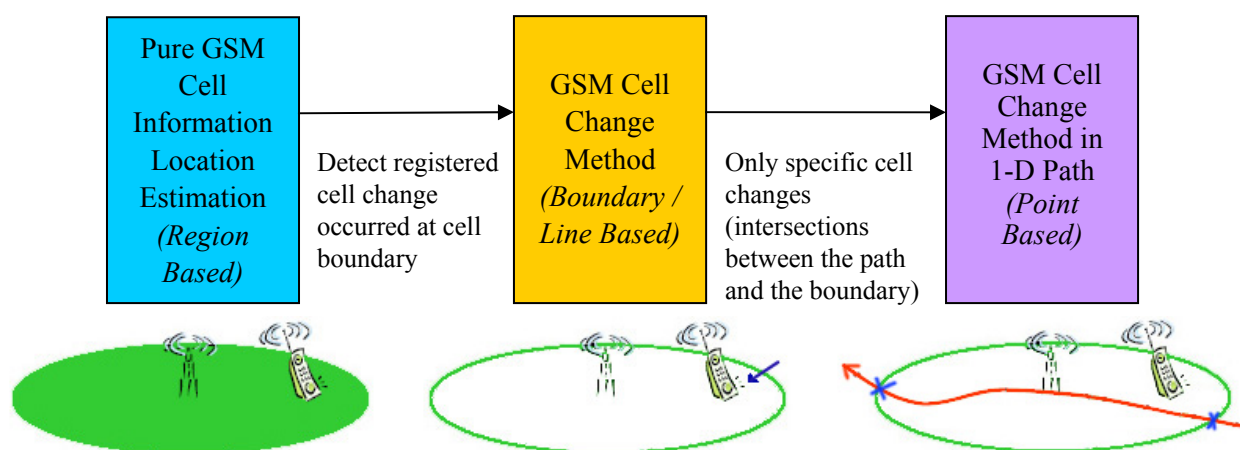 Pure GSM
Cell
Information
Location
Estimation
(Region
Based)
Detect registered
cell change
occurred at cell
boundary
GSM Cell
Change
Method
(Boundary /
Line Based)
Only specific cell
changes
(intersections
between the path
and the boundary)
GSM Cell
Change
Method in
1-D Path
(Point
Based)